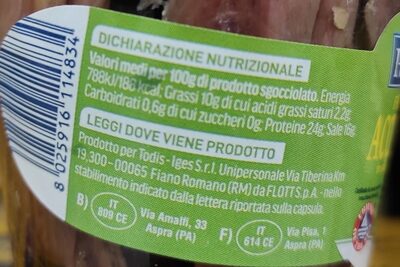 DICHIARAZIONE NUTRIZIONALE
Valori medi per 100g di prodotto sgocciolato. Energia
788kJ/188 kcal: Grassi 10g di cui acidi grassi saturi 2,2g,
Carboidrati 0,6g di cui zuccheri 0g; Proteine 24g; Sale 16g.
LEGGI DOVE VIENE PRODOTTO
Prodotto per Todis - Iges S.r.l. Unipersonale Via Tiberina Km
19,300 - 00065 Fiano Romano (RM) da FLOTT S.p.A. - nello
stabilimento indicato dalla lettera riportata sulla capsula.
B) IT 809 CE Via Amalfi, 33 Aspra (PA)
F) IT 614 CE Via Pisa, 1 Aspra (PA)
8 025916 114834